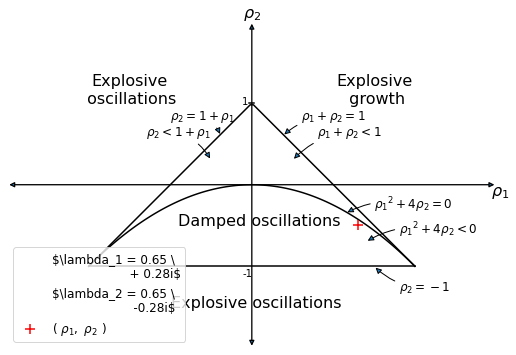 ρ₂
Explosive
oscillations
Explosive
growth
1
ρ₂ = 1 + ρ₁
ρ₁ + ρ₂ = 1
ρ₂ < 1 + ρ₁
ρ₁ + ρ₂ < 1
ρ₁
ρ₁² + 4ρ₂ = 0
Damped oscillations
ρ₁² + 4ρ₂ < 0
-1
ρ₂ = −1
Explosive oscillations
$\lambda_1 = 0.65 \
+ 0.28i$
$\lambda_2 = 0.65 \
-0.28i$
( ρ₁, ρ₂ )